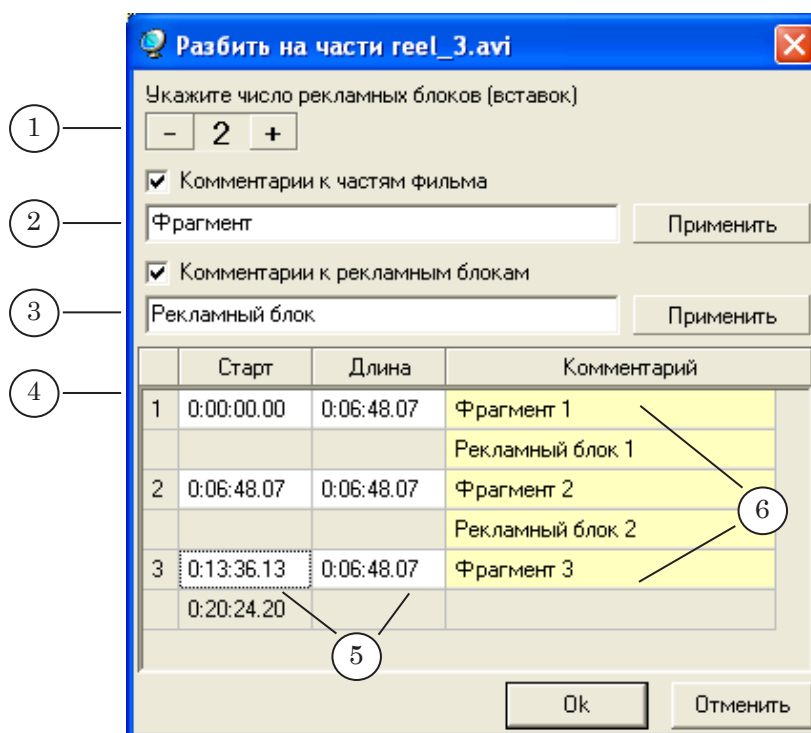 Разбить на части reel_3.avi
Укажите число рекламных блоков (вставок)
1
- 2 +
Комментарии к частям фильма
2
Фрагмент Применить
Комментарии к рекламным блокам
3
Рекламный блок Применить
Старт Длина Комментарий
4
1 0:00:00.00 0:06:48.07 Фрагмент 1
Рекламный блок 1
2 0:06:48.07 0:06:48.07 Фрагмент 2
6
Рекламный блок 2
3 0:13:36.13 0:06:48.07 Фрагмент 3
0:20:24.20
5
Ok Отменить